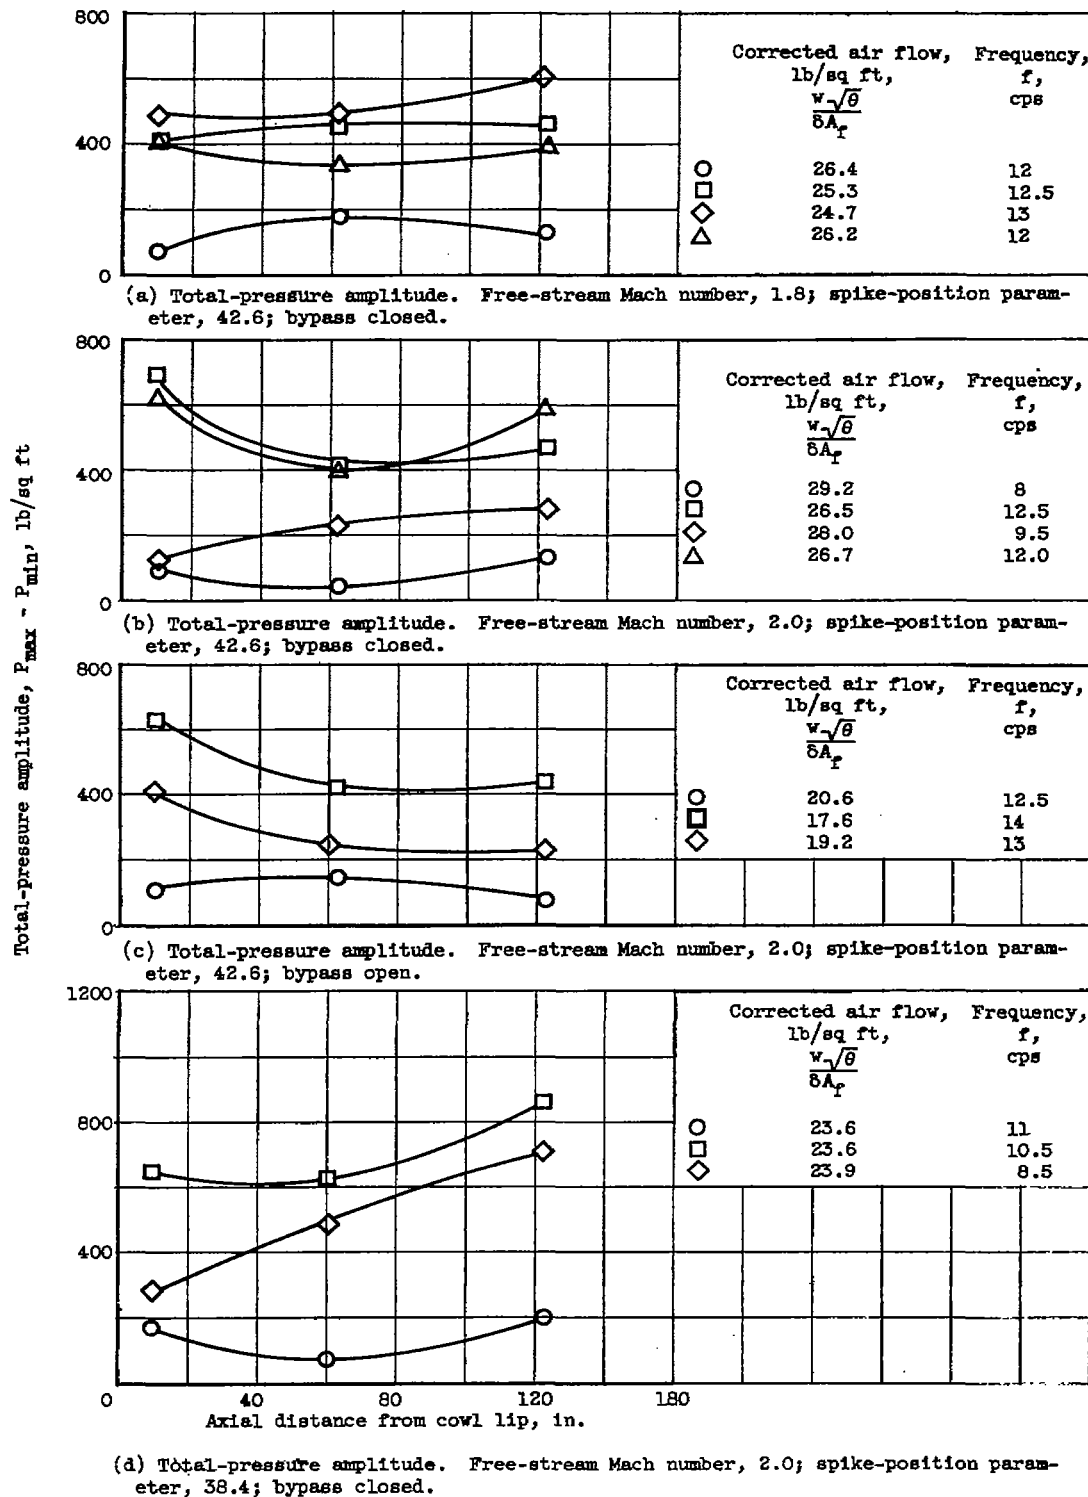 Total-pressure amplitude, Pmax - Pmin, lb/sq ft
800
400
0
Corrected air flow, Frequency,
lb/sq ft, f,
w√θ cps
δAf
26.4 12
25.3 12.5
24.7 13
26.2 12
(a) Total-pressure amplitude. Free-stream Mach number, 1.8; spike-position param-
eter, 42.6; bypass closed.
800
400
0
Corrected air flow, Frequency,
lb/sq ft, f,
w√θ cps
δAf
29.2 8
26.5 12.5
28.0 9.5
26.7 12.0
(b) Total-pressure amplitude. Free-stream Mach number, 2.0; spike-position param-
eter, 42.6; bypass closed.
800
400
0
Corrected air flow, Frequency,
lb/sq ft, f,
w√θ cps
δAf
20.6 12.5
17.6 14
19.2 13
(c) Total-pressure amplitude. Free-stream Mach number, 2.0; spike-position param-
eter, 42.6; bypass open.
1200
800
400
0
Corrected air flow, Frequency,
lb/sq ft, f,
w√θ cps
δAf
23.6 11
23.6 10.5
23.9 8.5
40 80 120 180
Axial distance from cowl lip, in.
(d) Total-pressure amplitude. Free-stream Mach number, 2.0; spike-position param-
eter, 38.4; bypass closed.